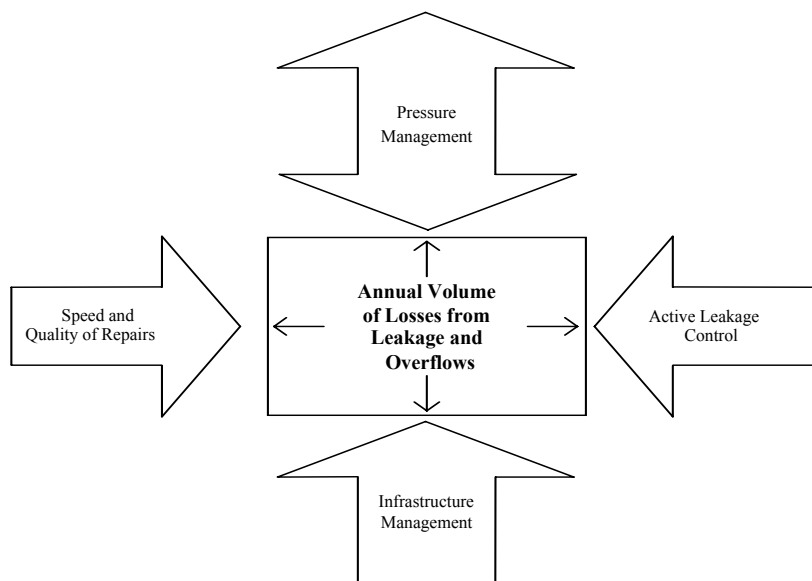 Pressure
Management
Speed and
Quality of Repairs
Annual Volume
of Losses from
Leakage and
Overflows
Active Leakage
Control
Infrastructure
Management